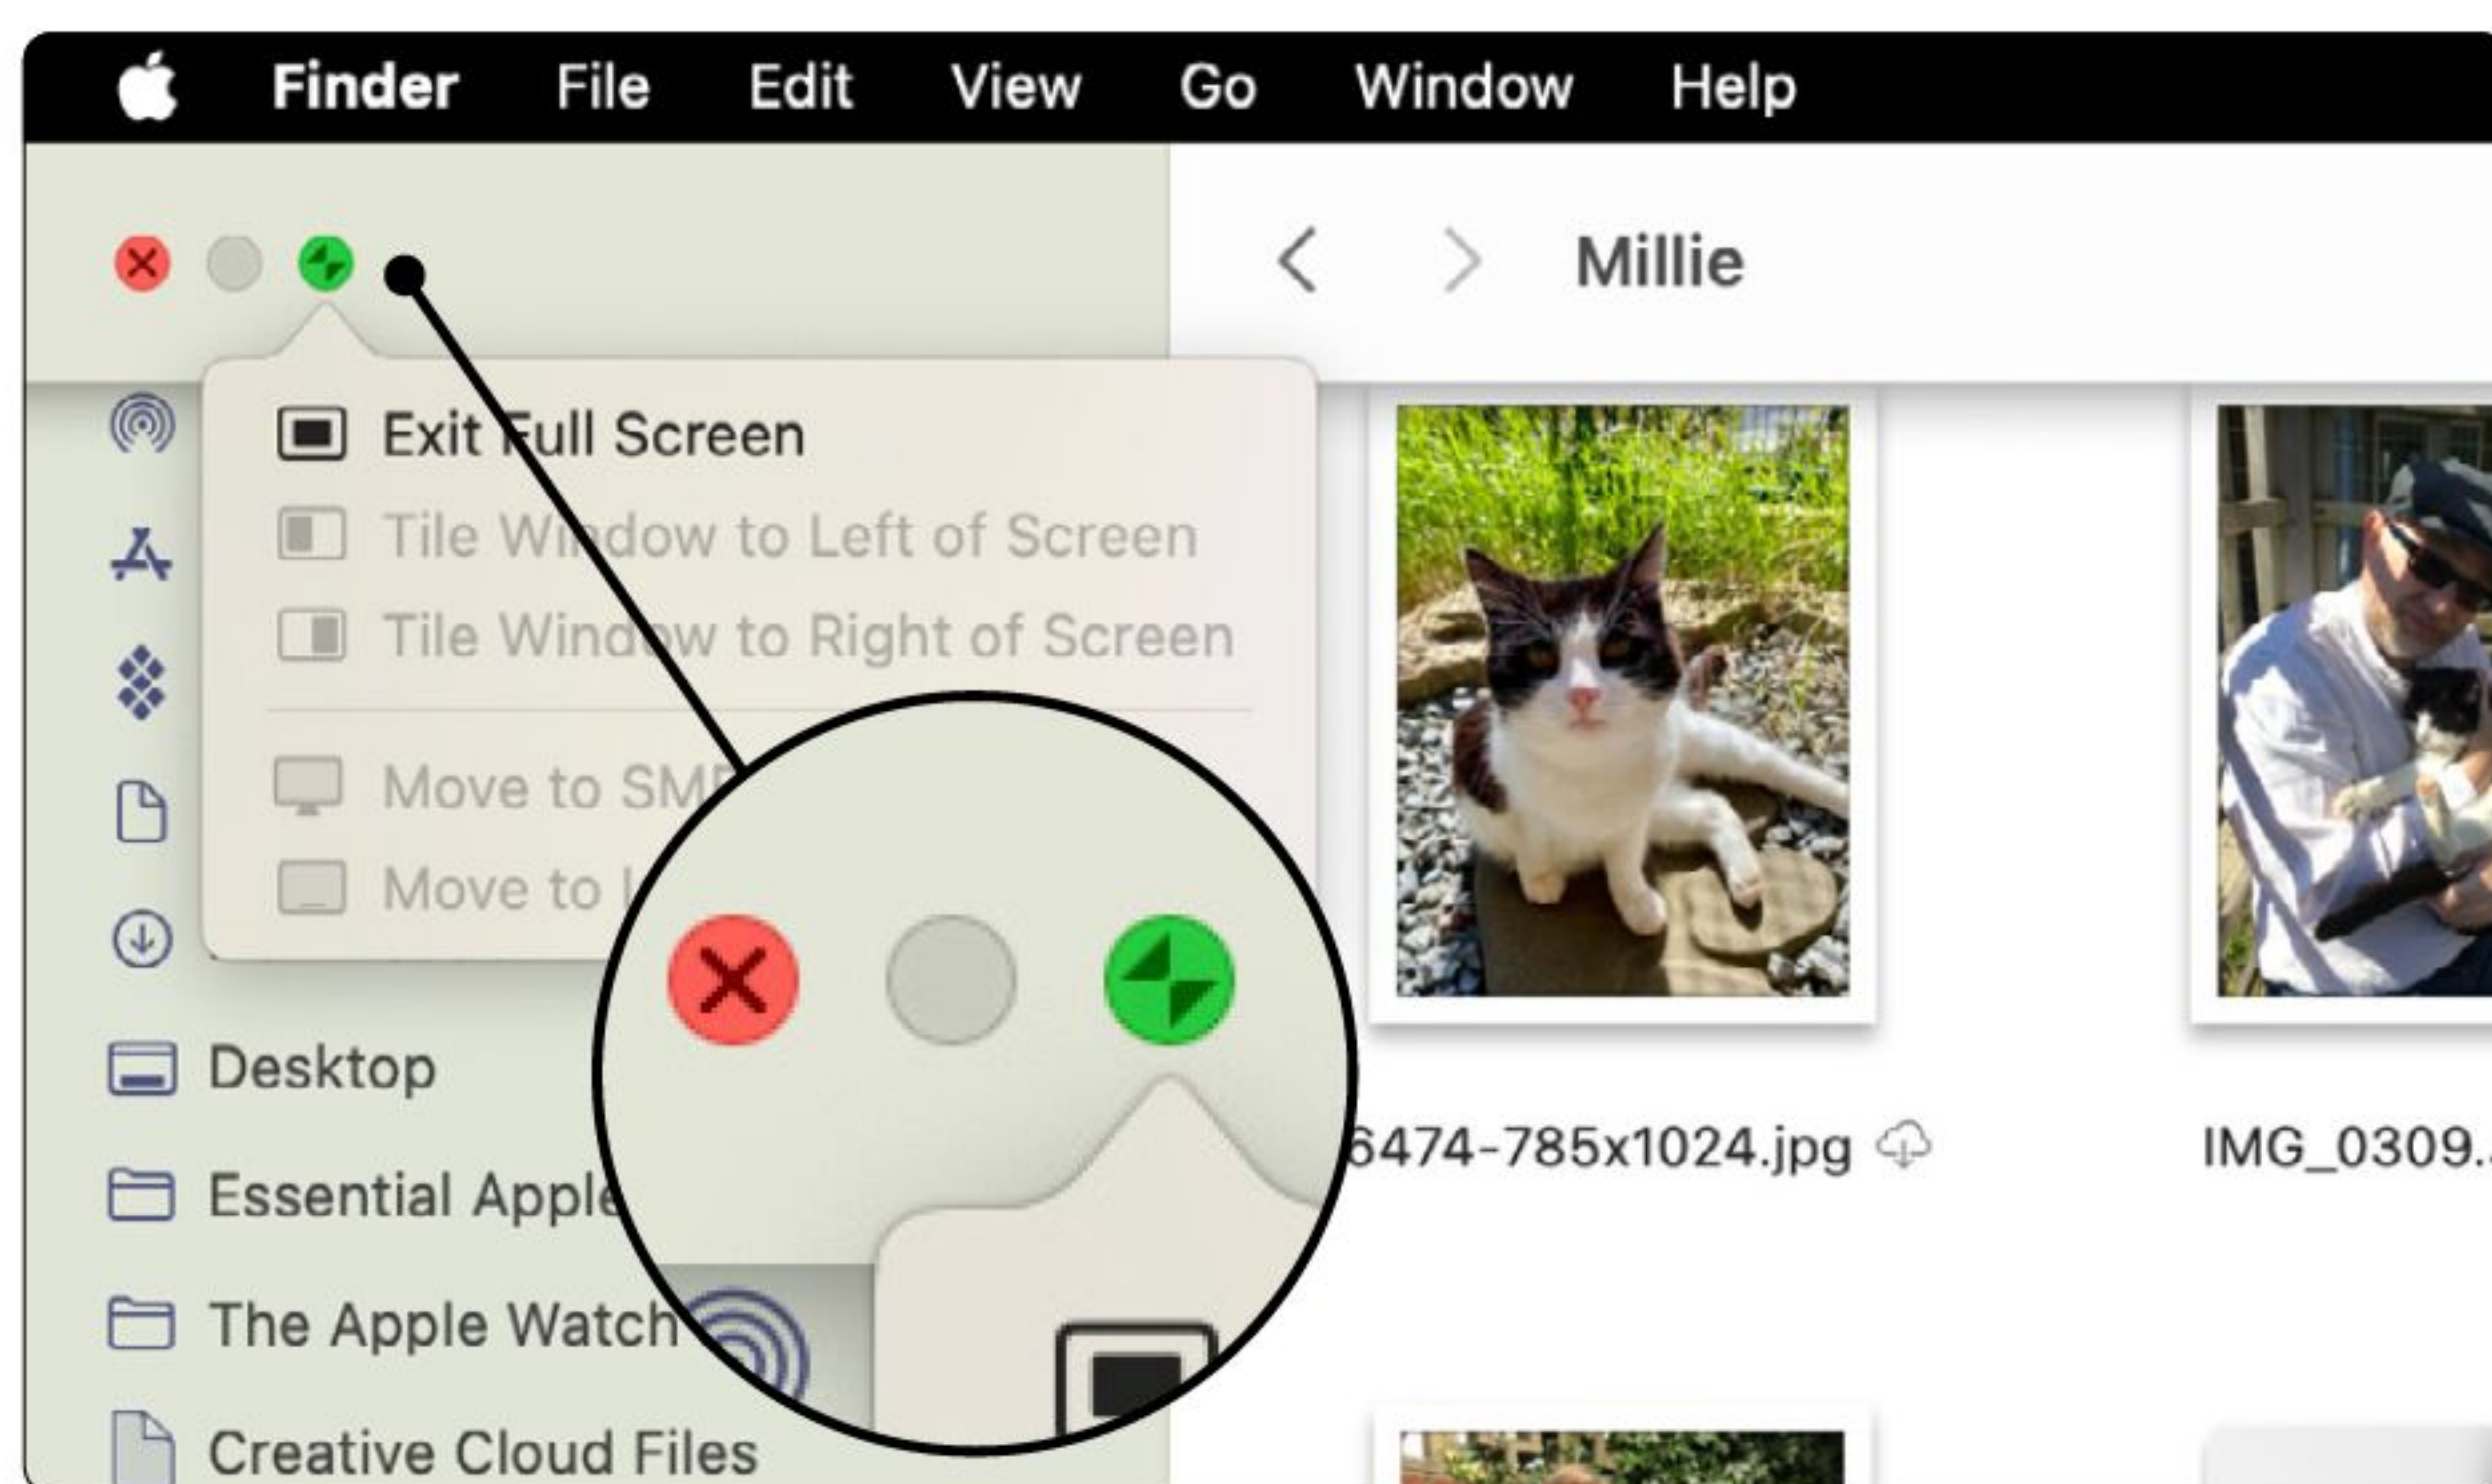 Finder File Edit View Go Window Help
Millie
Exit Full Screen
Tile Window to Left of Screen
Tile Window to Right of Screen
Move to
Move to
Desktop
Essential Apple
The Apple Watch
Creative Cloud Files
6474-785x1024.jpg
IMG_0309.